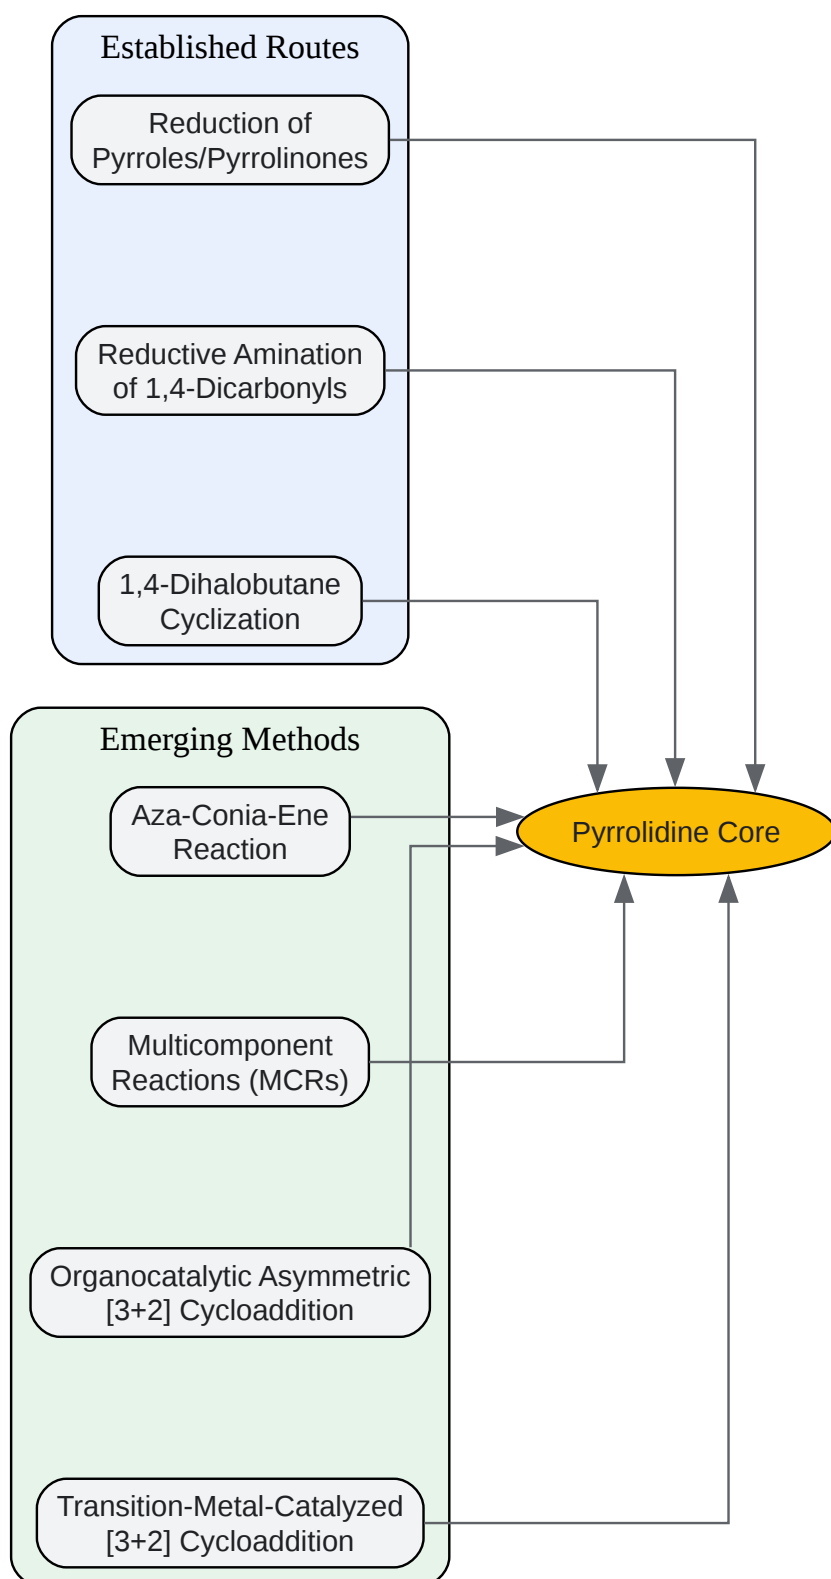 Established Routes
Reduction of
Pyrroles/Pyrrolinones
Reductive Amination
of 1,4-Dicarbonyls
1,4-Dihalobutane
Cyclization
Emerging Methods
Aza-Conia-Ene
Reaction
Pyrrolidine Core
Multicomponent
Reactions (MCRs)
Organocatalytic Asymmetric
[3+2] Cycloaddition
Transition-Metal-Catalyzed
[3+2] Cycloaddition